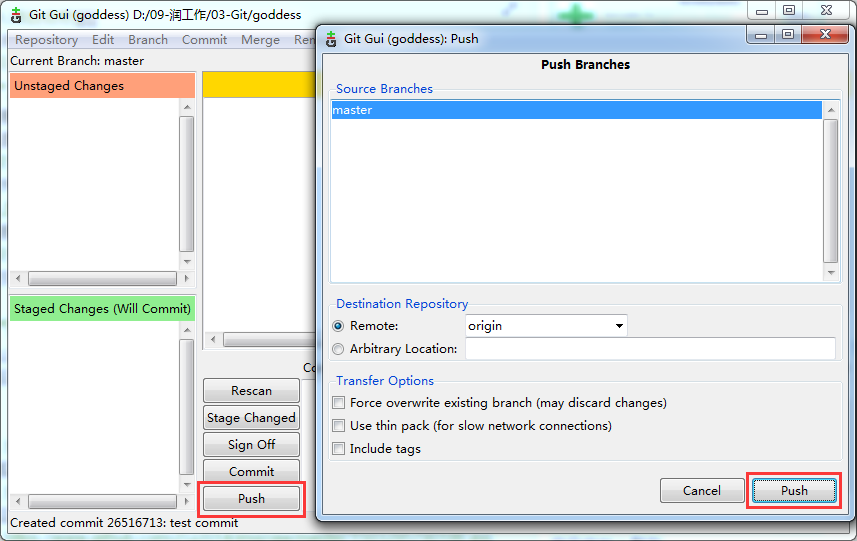 Git Gui (goddess) D:/09-润工作/03-Git/goddess
Repository Edit Branch Commit Merge Rem
Current Branch: master
Unstaged Changes
Staged Changes (Will Commit)
Co
Rescan
Stage Changed
Sign Off
Commit
Push
Created commit 26516713: test commit
Git Gui (goddess): Push
Push Branches
Source Branches
master
Destination Repository
Remote: origin
Arbitrary Location:
Transfer Options
Force overwrite existing branch (may discard changes)
Use thin pack (for slow network connections)
Include tags
Cancel Push